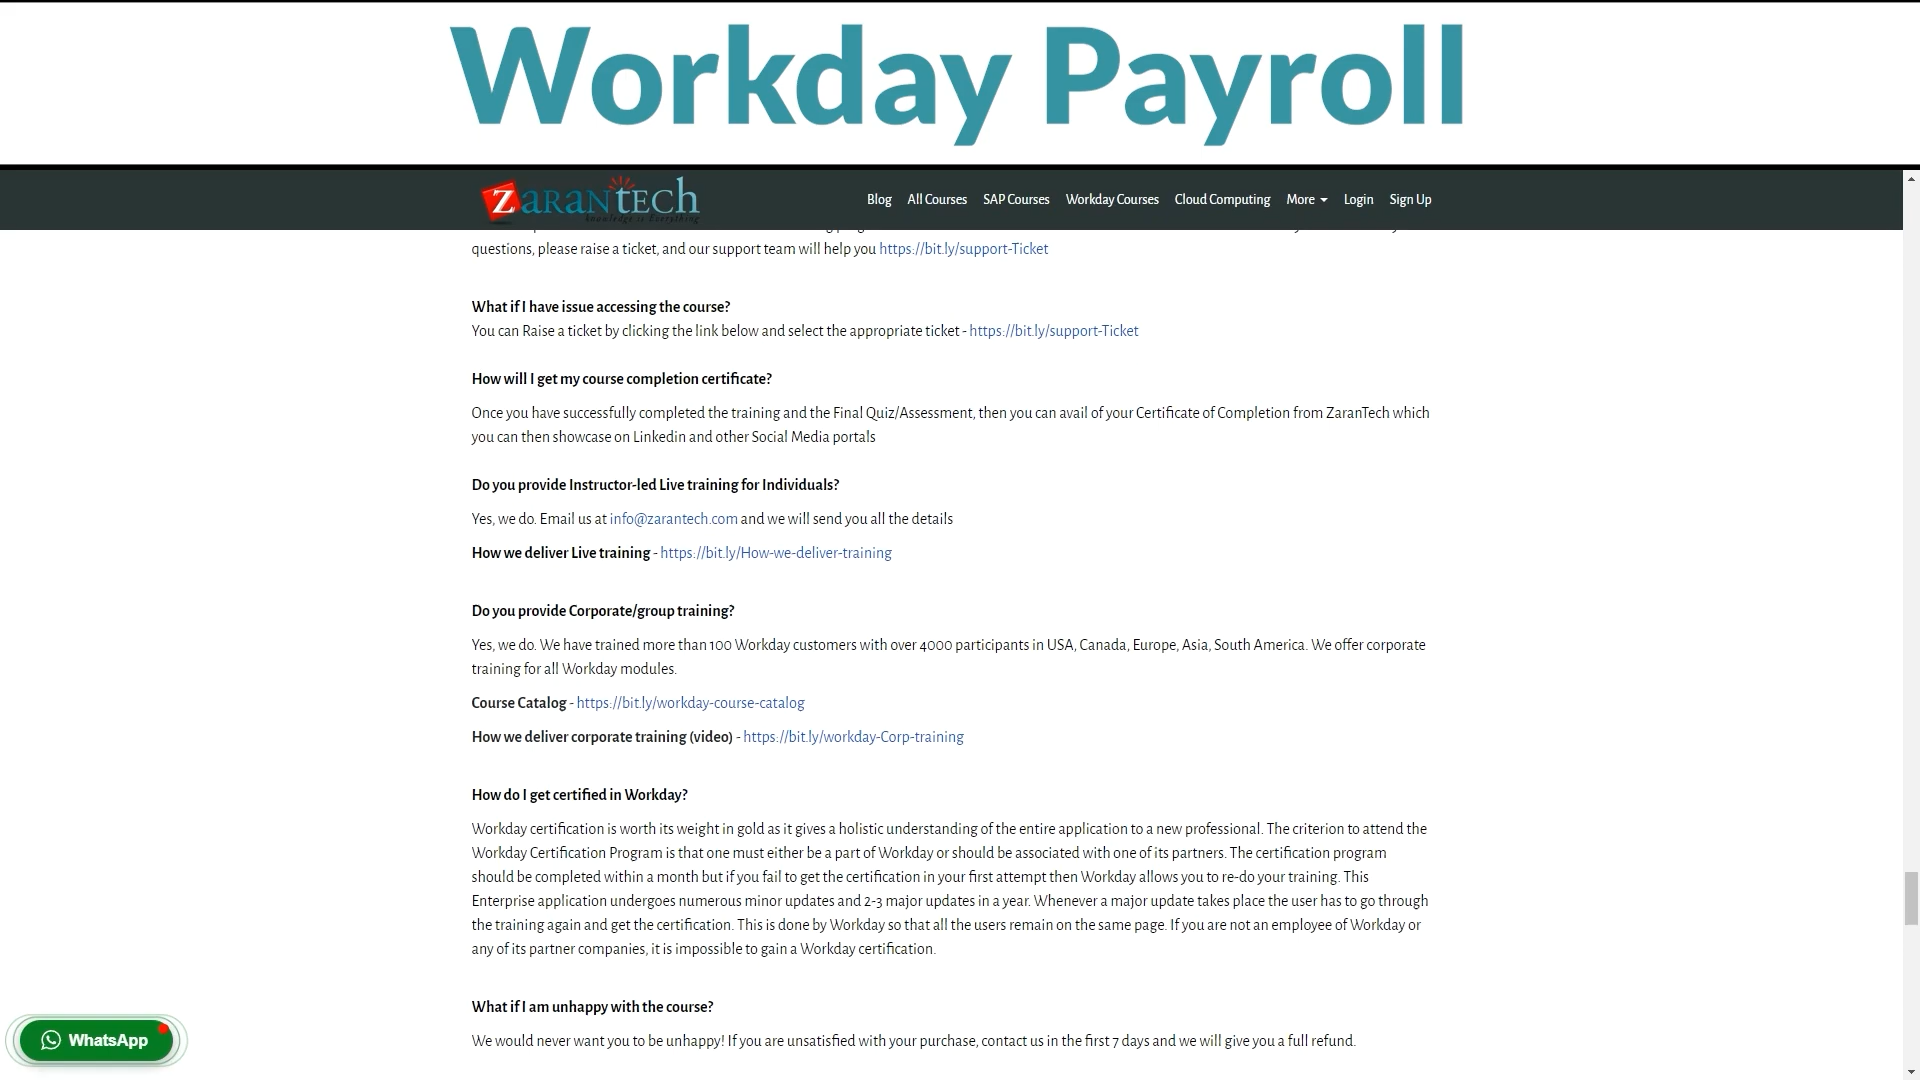 Workday Payroll
ZARANTECH
Knowledge is Everything
Blog All Courses SAP Courses Workday Courses Cloud Computing More Login Sign Up
questions, please raise a ticket, and our support team will help you https://bit.ly/support-Ticket
What if I have issue accessing the course?
You can Raise a ticket by clicking the link below and select the appropriate ticket - https://bit.ly/support-Ticket
How will I get my course completion certificate?
Once you have successfully completed the training and the Final Quiz/Assessment, then you can avail of your Certificate of Completion from ZaranTech which
you can then showcase on Linkedin and other Social Media portals
Do you provide Instructor-led Live training for Individuals?
Yes, we do. Email us at info@zarantech.com and we will send you all the details
How we deliver Live training - https://bit.ly/How-we-deliver-training
Do you provide Corporate/group training?
Yes, we do. We have trained more than 100 Workday customers with over 4000 participants in USA, Canada, Europe, Asia, South America. We offer corporate
training for all Workday modules.
Course Catalog - https://bit.ly/workday-course-catalog
How we deliver corporate training (video) - https://bit.ly/workday-Corp-training
How do I get certified in Workday?
Workday certification is worth its weight in gold as it gives a holistic understanding of the entire application to a new professional. The criterion to attend the
Workday Certification Program is that one must either be a part of Workday or should be associated with one of its partners. The certification program
should be completed within a month but if you fail to get the certification in your first attempt then Workday allows you to re-do your training. This
Enterprise application undergoes numerous minor updates and 2-3 major updates in a year. Whenever a major update takes place the user has to go through
the training again and get the certification. This is done by Workday so that all the users remain on the same page. If you are not an employee of Workday or
any of its partner companies, it is impossible to gain a Workday certification.
What if I am unhappy with the course?
We would never want you to be unhappy! If you are unsatisfied with your purchase, contact us in the first 7 days and we will give you a full refund.
WhatsApp